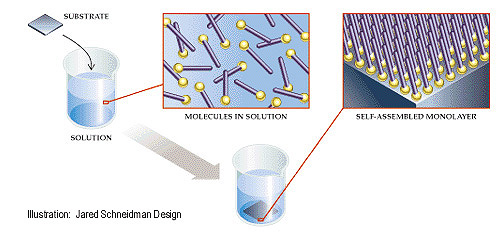 SUBSTRATE
SOLUTION
MOLECULES IN SOLUTION
SELF-ASSEMBLED MONOLAYER
Illustration: Jared Schneidman Design